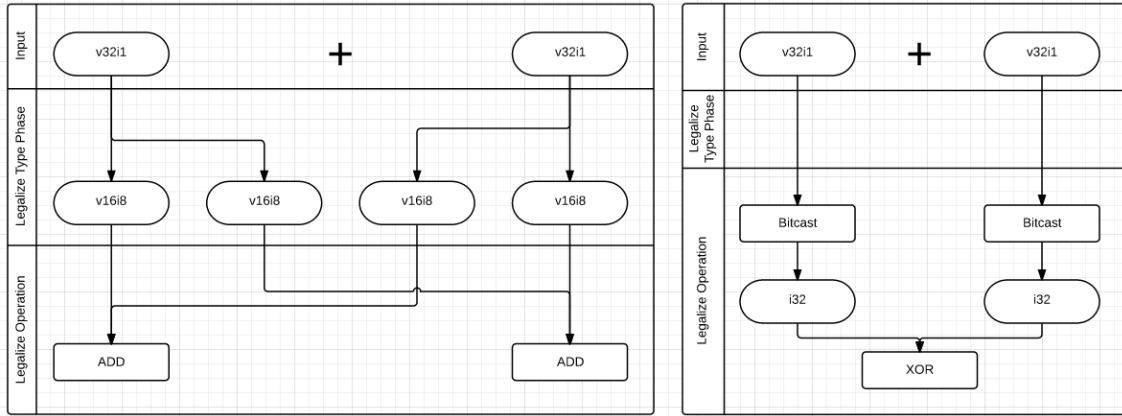 Input
v32i1
+
v32i1
Legalize Type Phase
v16i8
v16i8
v16i8
v16i8
Legalize Operation
ADD
ADD
Input
v32i1
+
v32i1
Legalize
Type Phase
Legalize Operation
Bitcast
Bitcast
i32
i32
XOR